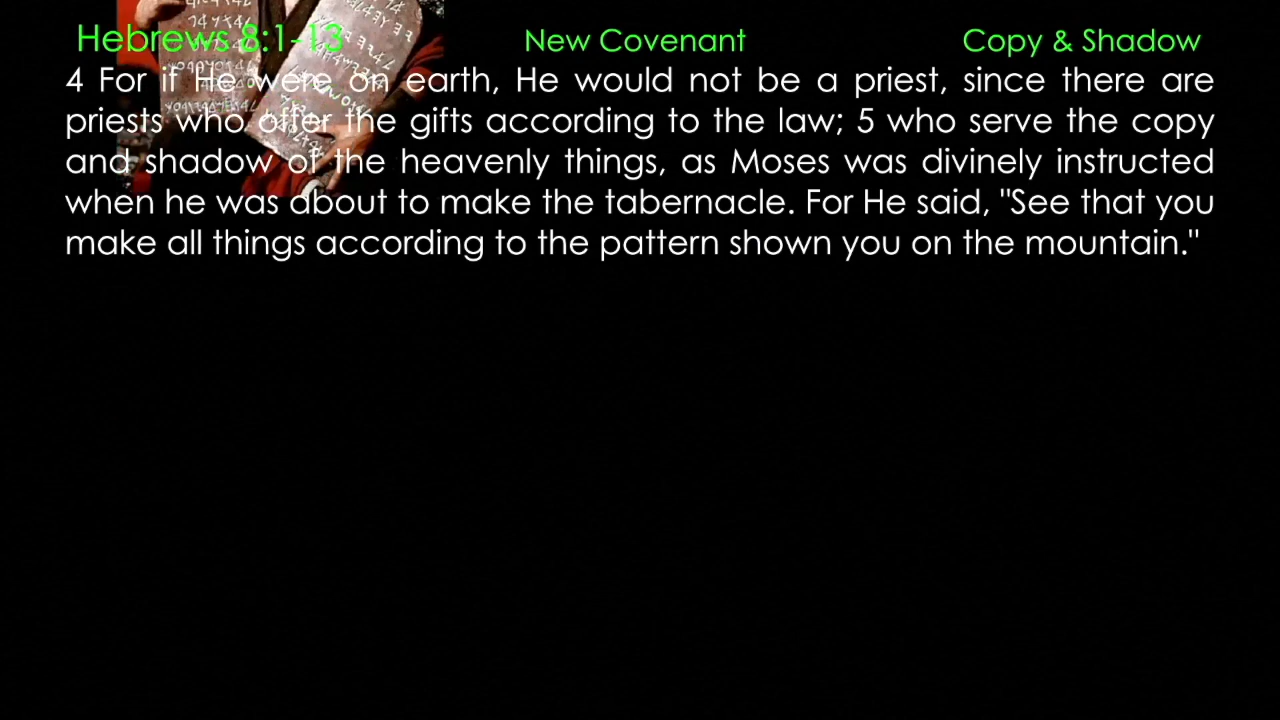 Hebrews 8:1-13 New Covenant Copy & Shadow
4 For if He were on earth, He would not be a priest, since there are
priests who offer the gifts according to the law; 5 who serve the copy
and shadow of the heavenly things, as Moses was divinely instructed
when he was about to make the tabernacle. For He said, "See that you
make all things according to the pattern shown you on the mountain."